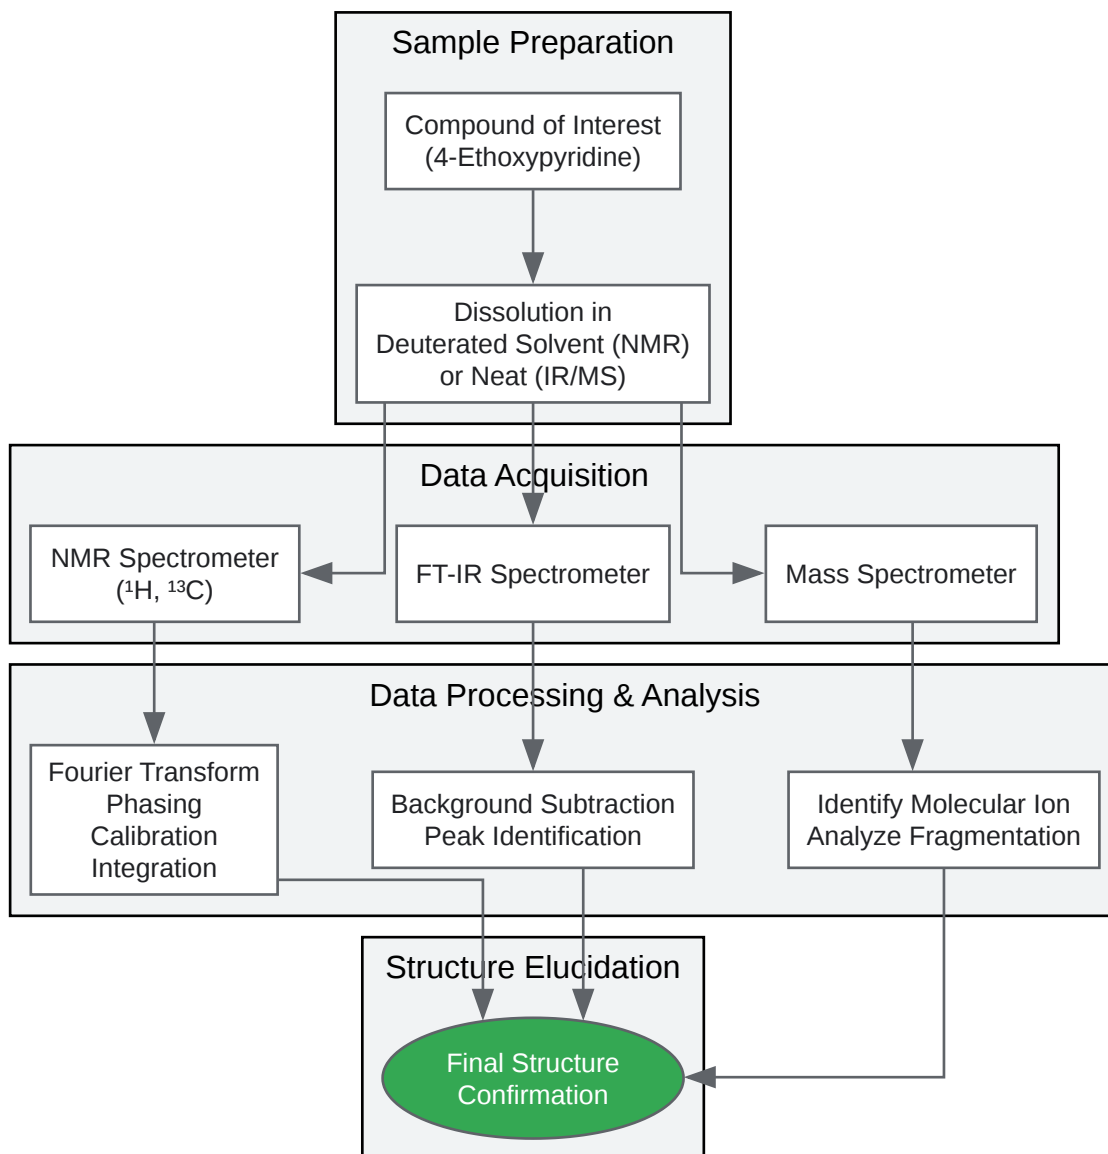 Sample Preparation
Compound of Interest
(4-Ethoxypyridine)
Dissolution in
Deuterated Solvent (NMR)
or Neat (IR/MS)
Data Acquisition
NMR Spectrometer
(¹H, ¹³C)
FT-IR Spectrometer
Mass Spectrometer
Data Processing & Analysis
Fourier Transform
Phasing
Calibration
Integration
Background Subtraction
Peak Identification
Identify Molecular Ion
Analyze Fragmentation
Structure Elucidation
Final Structure
Confirmation